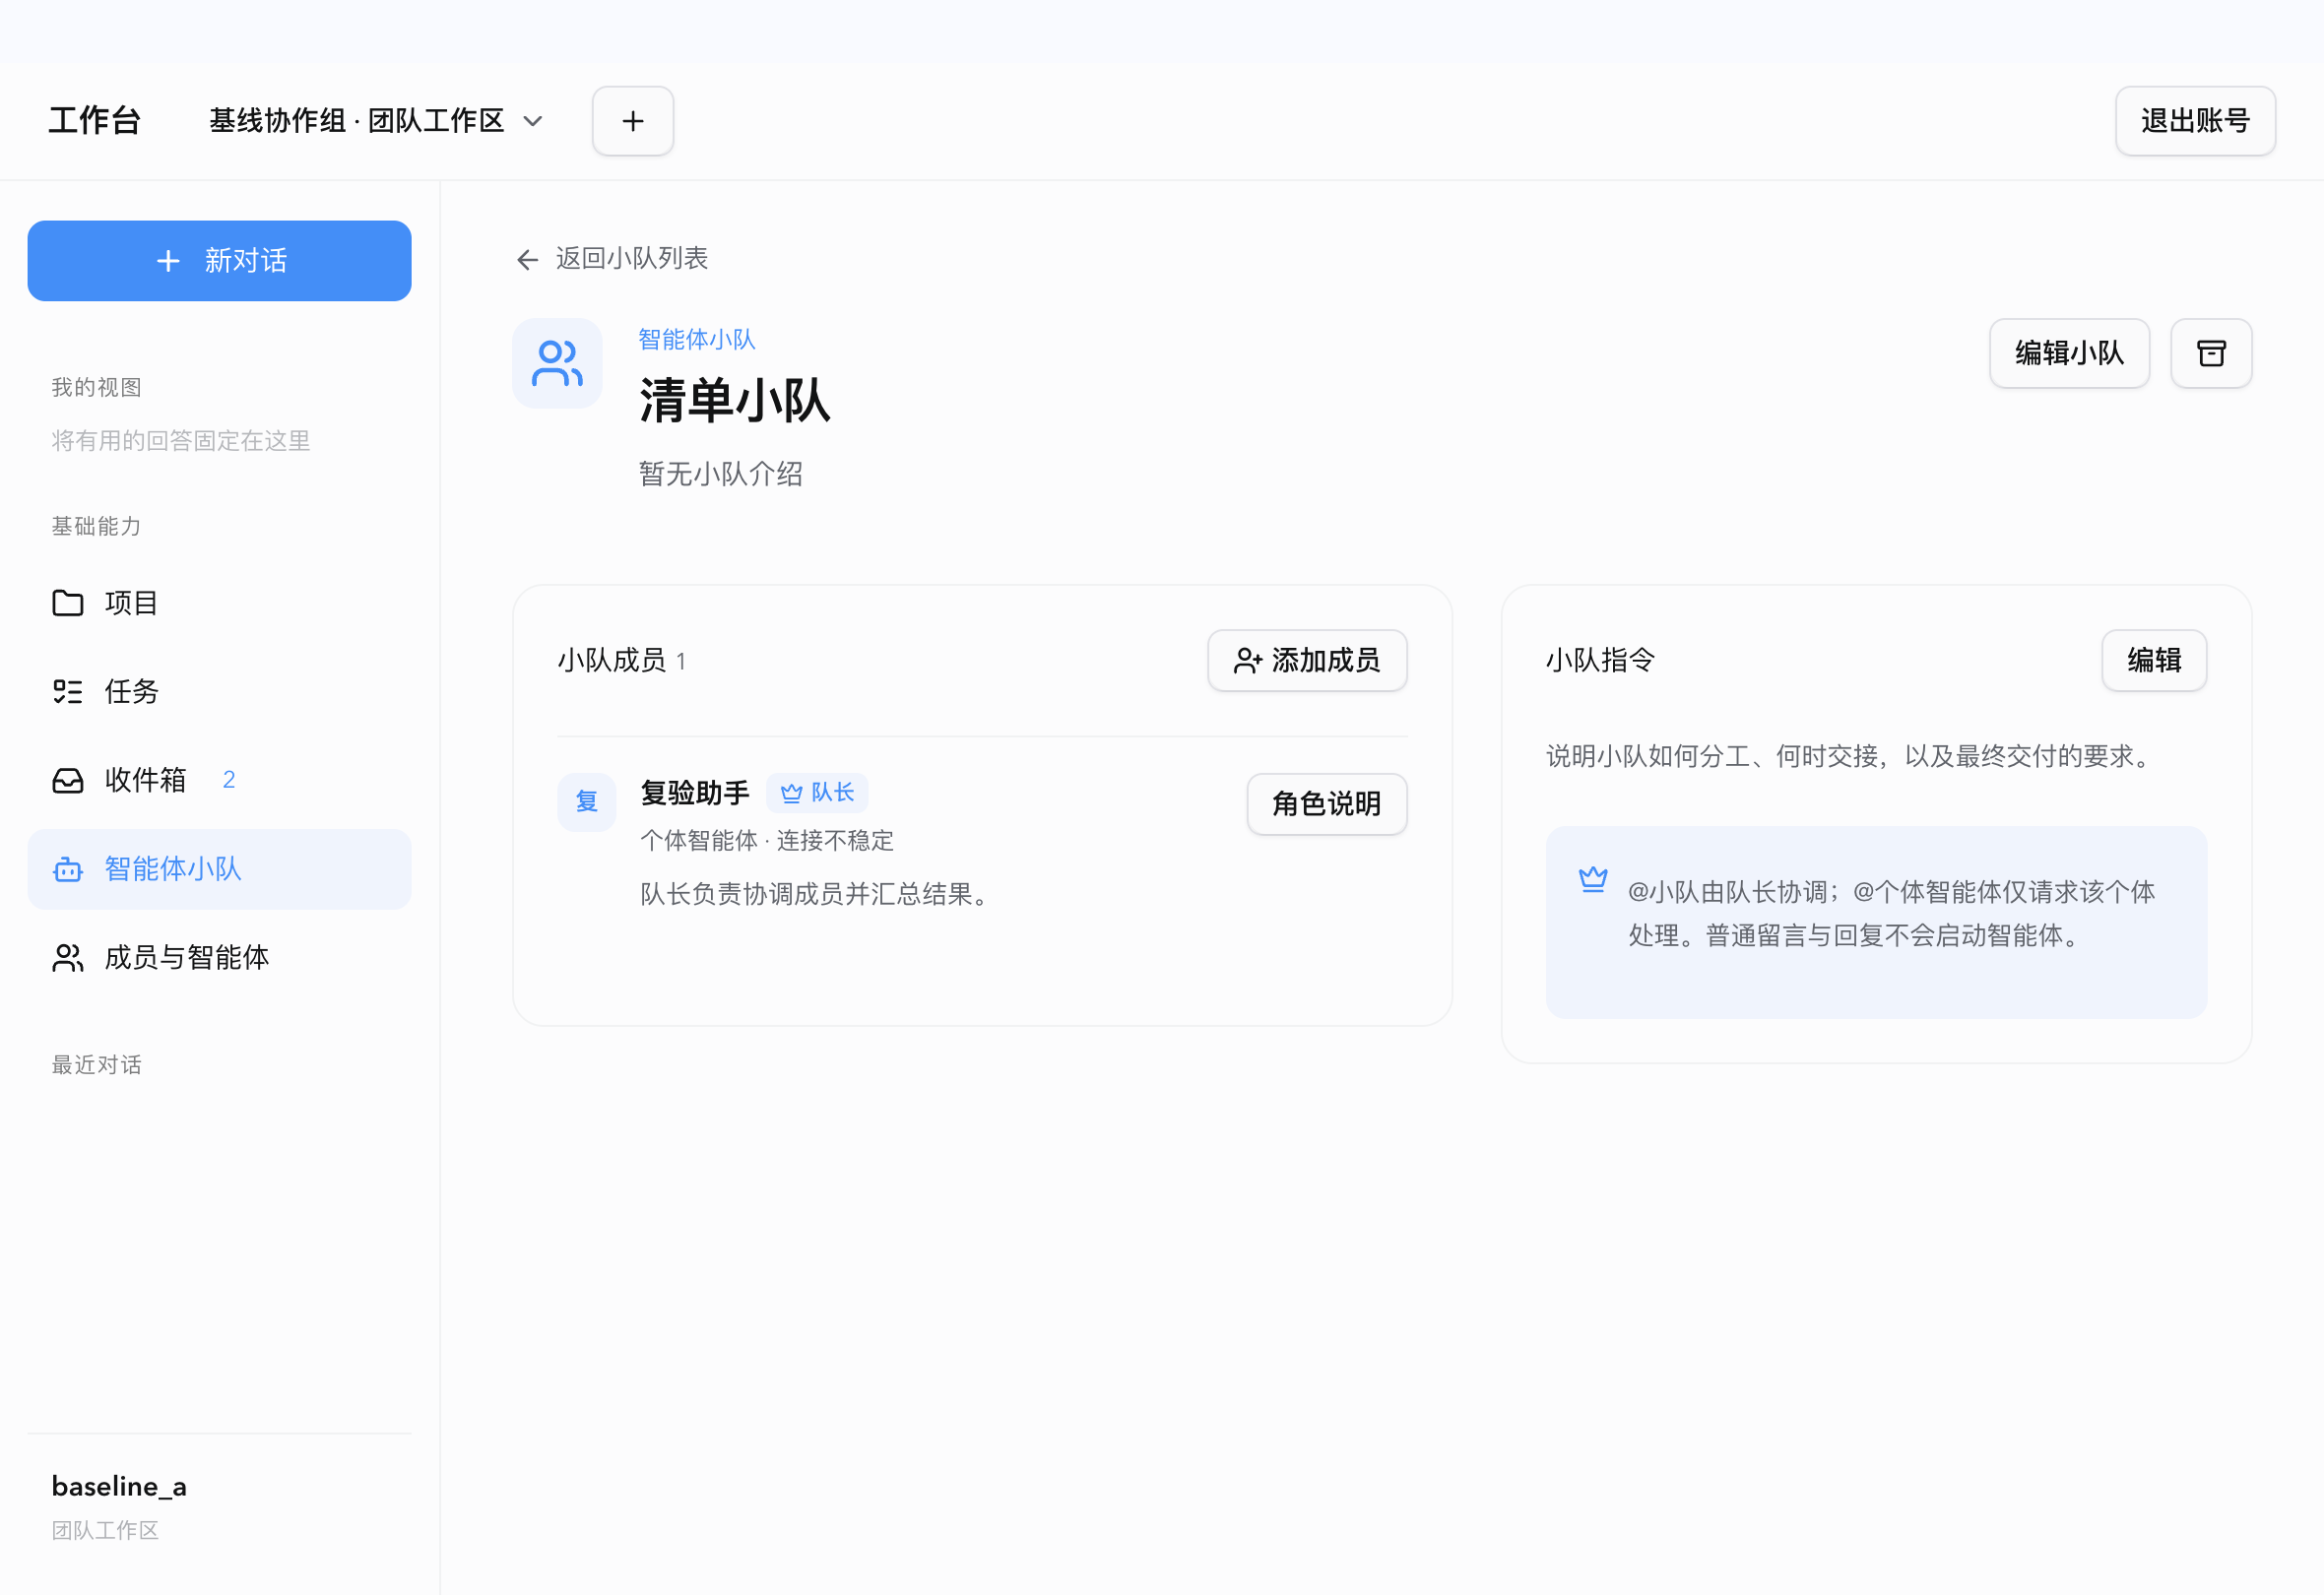 工作台
基线协作组 · 团队工作区
退出账号
新对话
我的视图
将有用的回答固定在这里
基础能力
项目
任务
收件箱 2
智能体小队
成员与智能体
最近对话
baseline_a
团队工作区
返回小队列表
智能体小队
清单小队
暂无小队介绍
编辑小队
小队成员 1
添加成员
复
复验助手 队长
个体智能体 · 连接不稳定
队长负责协调成员并汇总结果。
角色说明
小队指令
编辑
说明小队如何分工、何时交接，以及最终交付的要求。
@小队由队长协调；@个体智能体仅请求该个体
处理。普通留言与回复不会启动智能体。